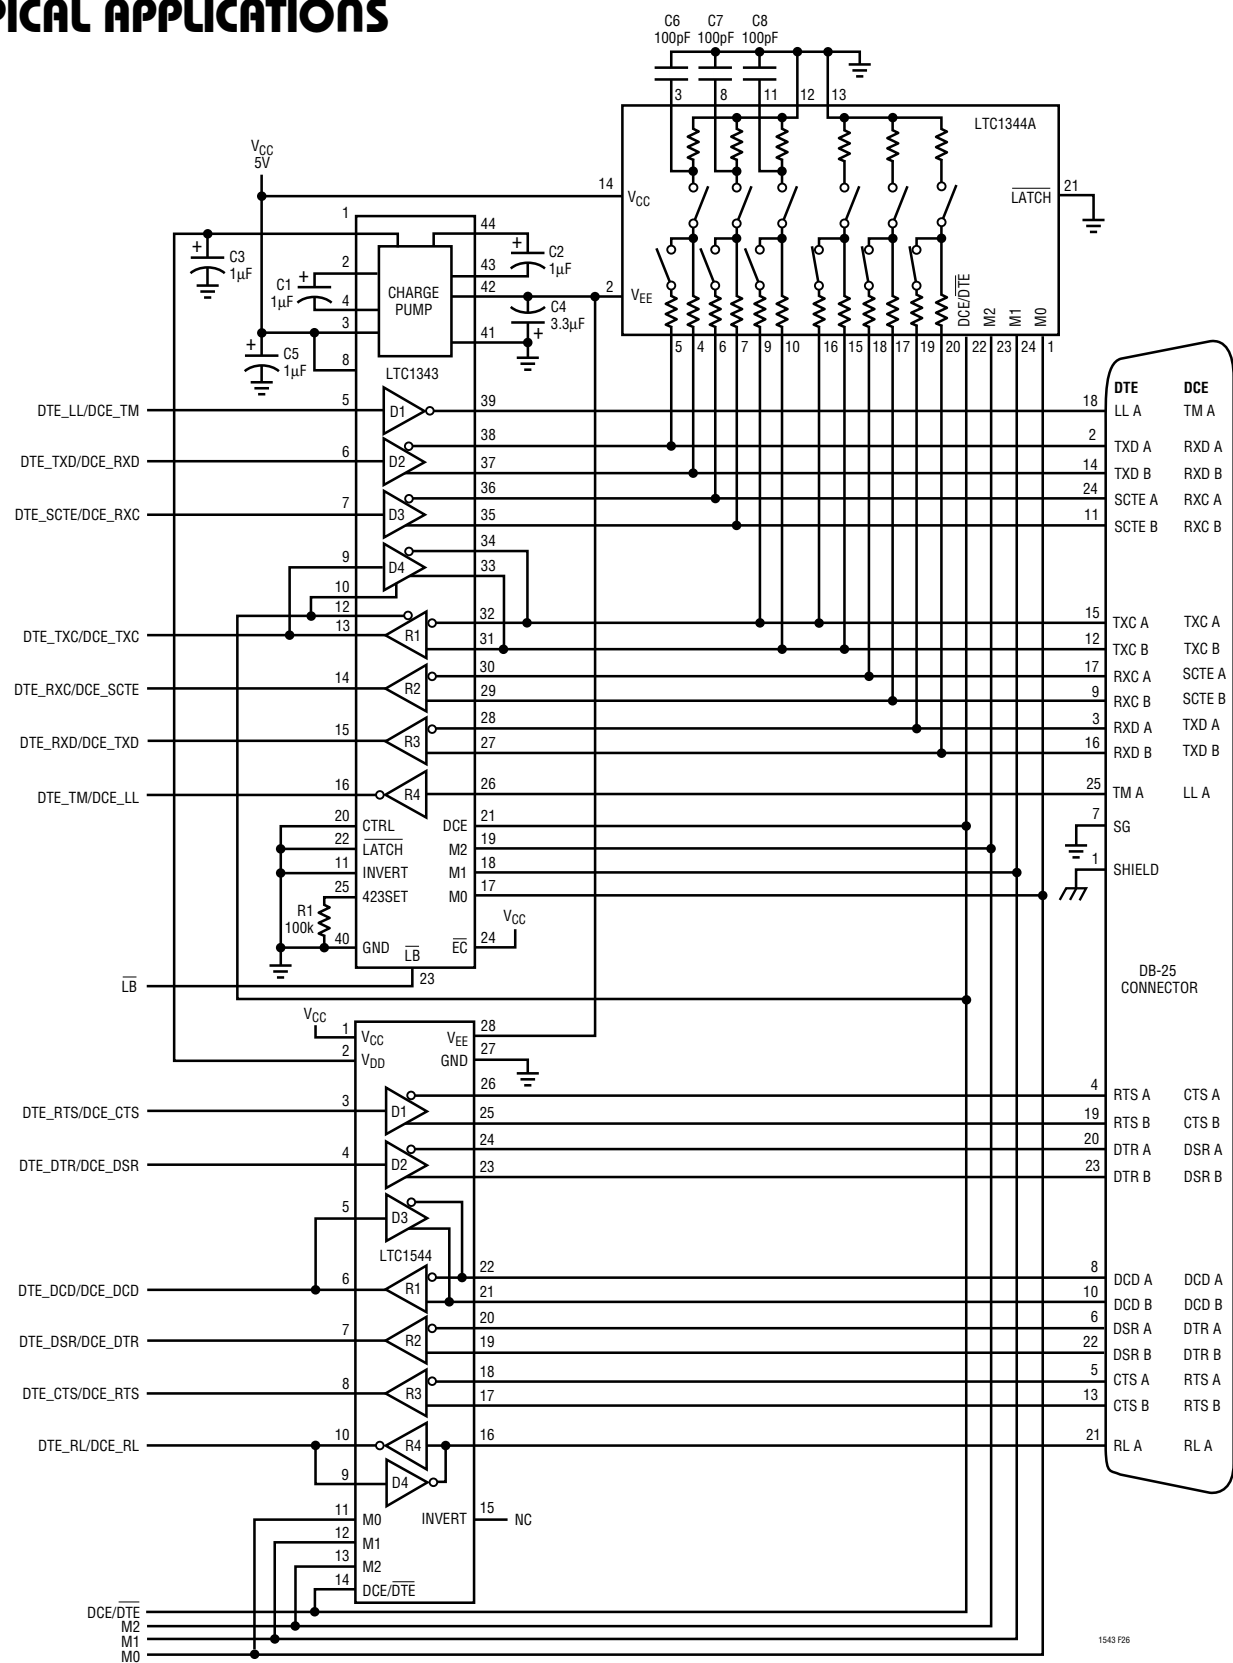 PICAL APPLICATIONS
C6 C7 C8
100pF 100pF 100pF
3 8 11 12 13
LTC1344A
VCC
5V
14 VCC
LATCH 21
1
44
C3
1µF
2
C1
1µF
4
3
C5
1µF
8
CHARGE
PUMP
43
42
41
C2
1µF
C4
3.3µF
2 VEE
DCE/DTE M2 M1 M0
5 4 6 7 9 10 16 15 18 17 19 20 22 23 24 1
LTC1343
DTE DCE
DTE_LL/DCE_TM 5 D1 39 18 LL A TM A
38 2 TXD A RXD A
DTE_TXD/DCE_RXD 6 D2 37 14 TXD B RXD B
36 24 SCTE A RXC A
DTE_SCTE/DCE_RXC 7 D3 35 11 SCTE B RXC B
34
9 D4 33
10
12 32 15 TXC A TXC A
DTE_TXC/DCE_TXC 13 R1 31 12 TXC B TXC B
30 17 RXC A SCTE A
DTE_RXC/DCE_SCTE 14 R2 29 9 RXC B SCTE B
28 3 RXD A TXD A
DTE_RXD/DCE_TXD 15 R3 27 16 RXD B TXD B
DTE_TM/DCE_LL 16 R4 26 25 TM A LL A
20 CTRL DCE 21 7 SG
22 LATCH M2 19
11 INVERT M1 18 1 SHIELD
25 423SET M0 17
R1
100k
VCC
40 GND LB EC 24
LB 23
DB-25
CONNECTOR
VCC
1 VCC VEE 28
2 VDD GND 27
26 4 RTS A CTS A
DTE_RTS/DCE_CTS 3 D1 25 19 RTS B CTS B
24 20 DTR A DSR A
DTE_DTR/DCE_DSR 4 D2 23 23 DTR B DSR B
5 D3
LTC1544
22 8 DCD A DCD A
DTE_DCD/DCE_DCD 6 R1 21 10 DCD B DCD B
20 6 DSR A DTR A
DTE_DSR/DCE_DTR 7 R2 19 22 DSR B DTR B
18 5 CTS A RTS A
DTE_CTS/DCE_RTS 8 R3 17 13 CTS B RTS B
DTE_RL/DCE_RL 10 R4 16 21 RL A RL A
9 D4
11 M0 INVERT 15 NC
12 M1
13 M2
14 DCE/DTE
DCE/DTE
M2
M1
M0
1543 F26